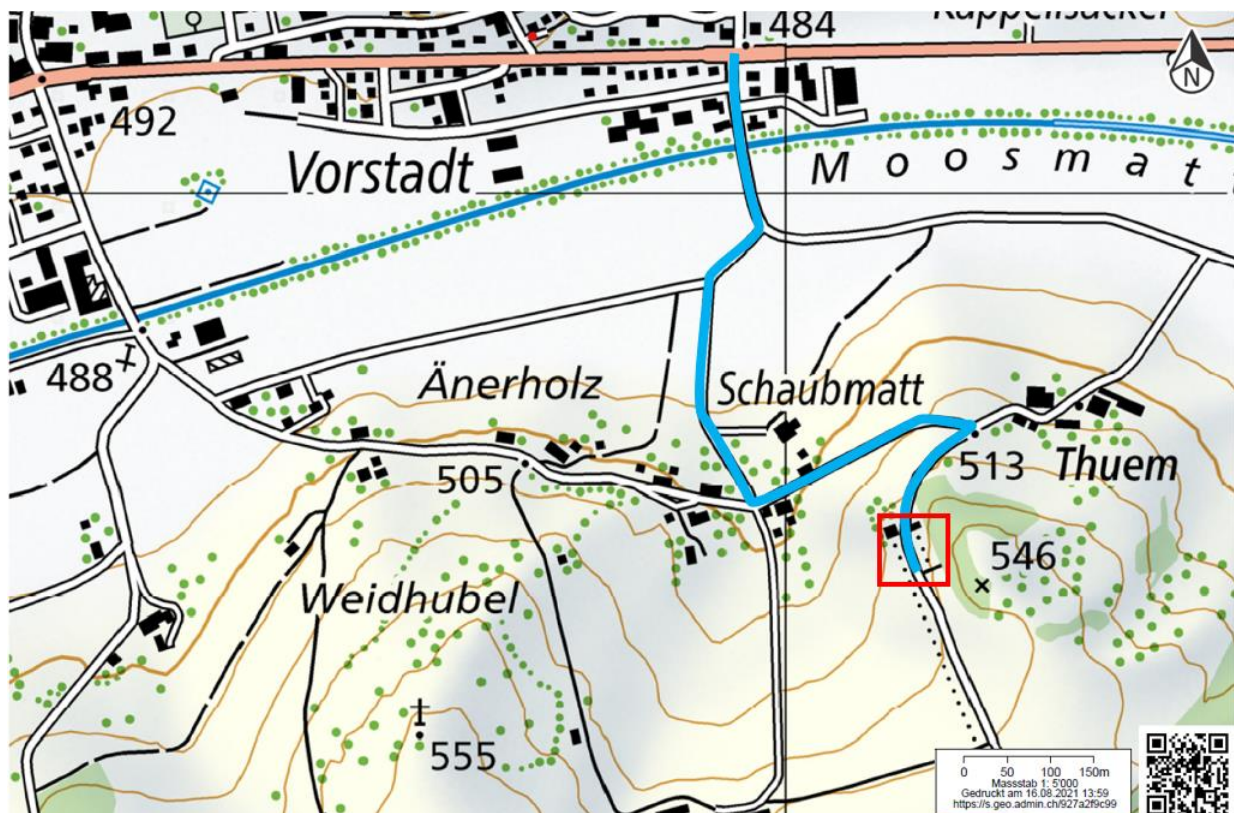 484
N
492
Vorstadt
Moosmat
488
Änerholz
Schaubmatt
505
513
Thuem
546
Weidhubel
555
0 50 100 150m
Massstab 1: 5'000
Gedruckt am 16.08.2021 13:59
https://s.geo.admin.ch/927a2f9c99